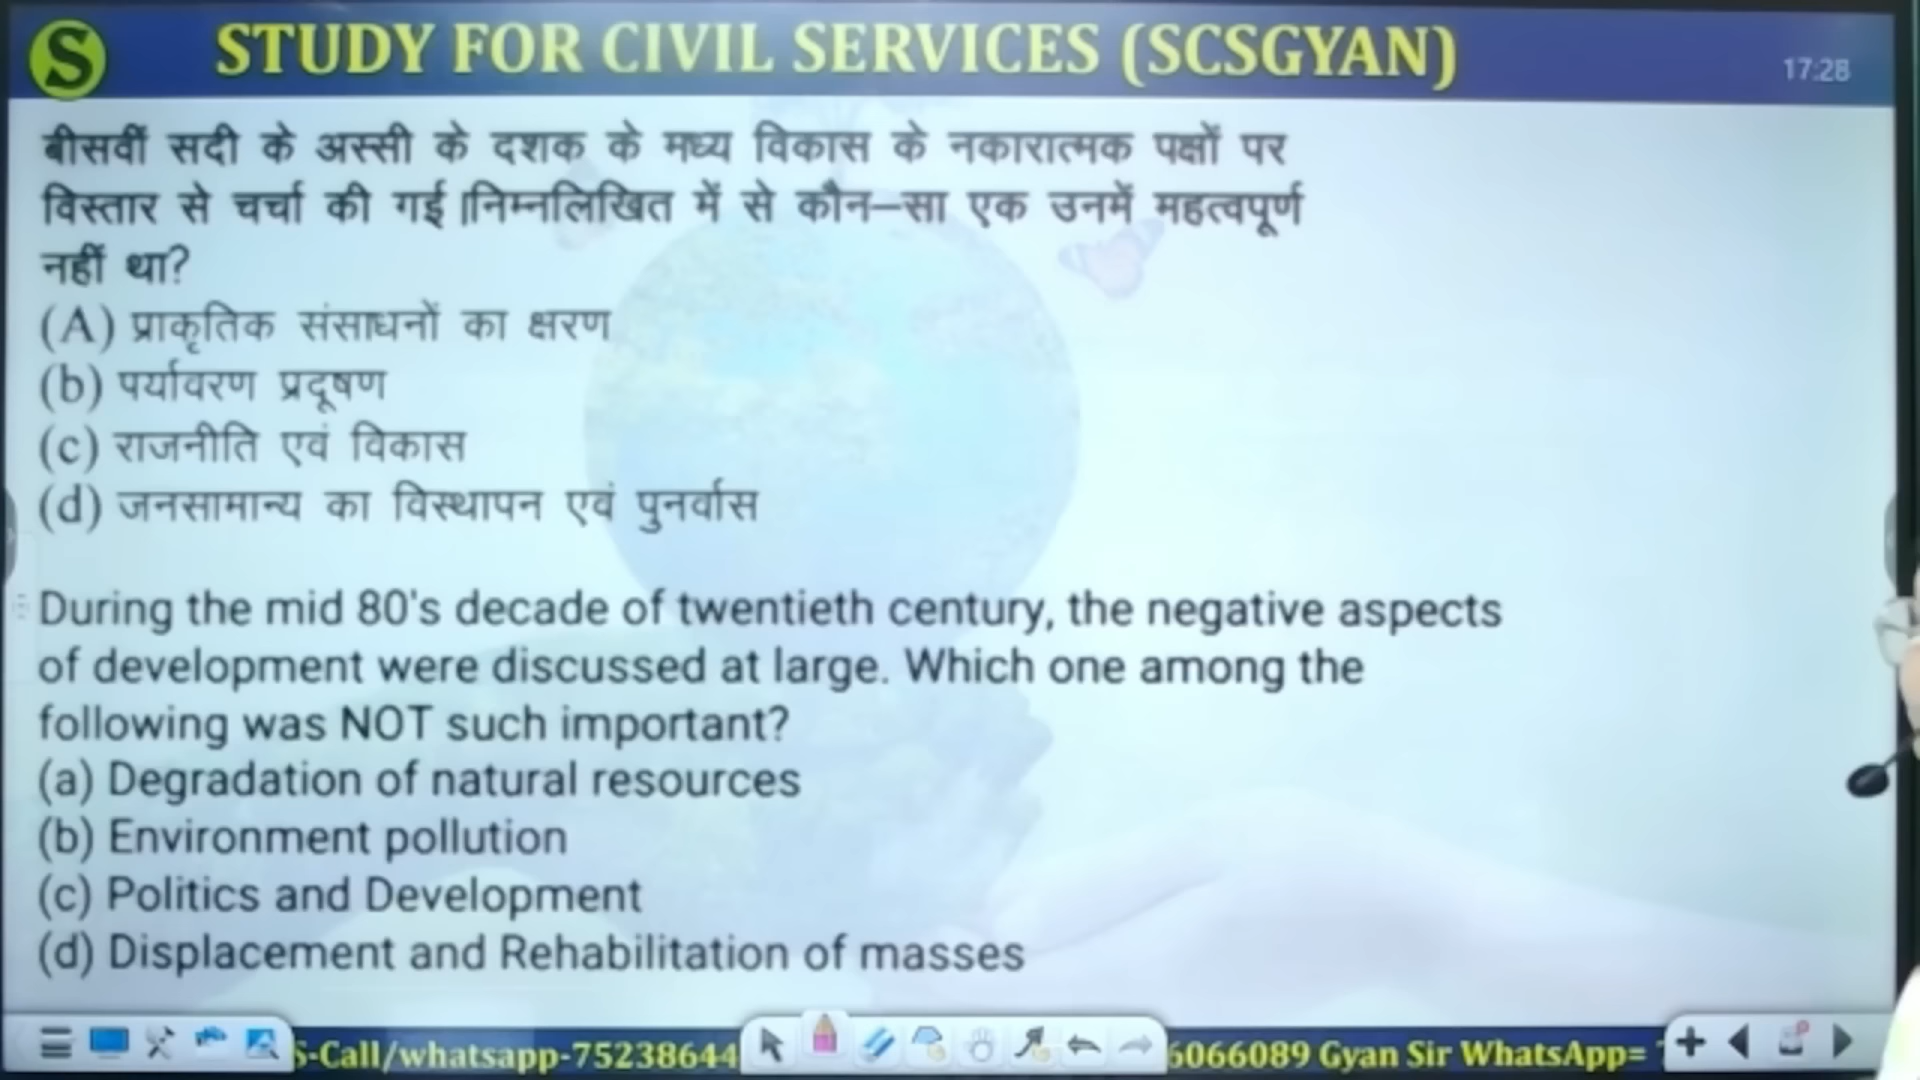 S STUDY FOR CIVIL SERVICES (SCSGYAN)
17:28
बीसवीं सदी के अस्सी के दशक के मध्य विकास के नकारात्मक पक्षों पर
विस्तार से चर्चा की गई।निम्नलिखित में से कौन–सा एक उनमें महत्वपूर्ण
नहीं था?
(A) प्राकृतिक संसाधनों का क्षरण
(b) पर्यावरण प्रदूषण
(c) राजनीति एवं विकास
(d) जनसामान्य का विस्थापन एवं पुनर्वास
During the mid 80's decade of twentieth century, the negative aspects
of development were discussed at large. Which one among the
following was NOT such important?
(a) Degradation of natural resources
(b) Environment pollution
(c) Politics and Development
(d) Displacement and Rehabilitation of masses
S-Call/whatsapp-75238644 6066089 Gyan Sir WhatsApp=